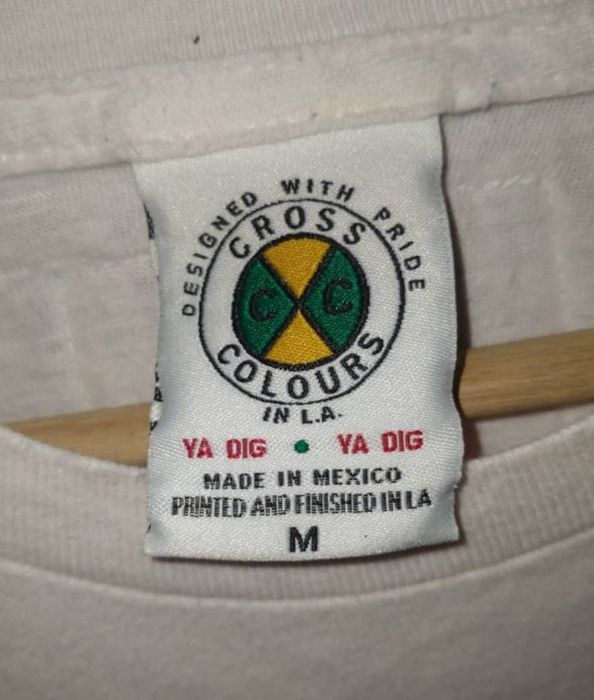 DESIGNED WITH PRIDE
CROSS
C C
COLOURS
IN L.A.
YA DIG • YA DIG
MADE IN MEXICO
PRINTED AND FINISHED IN LA
M